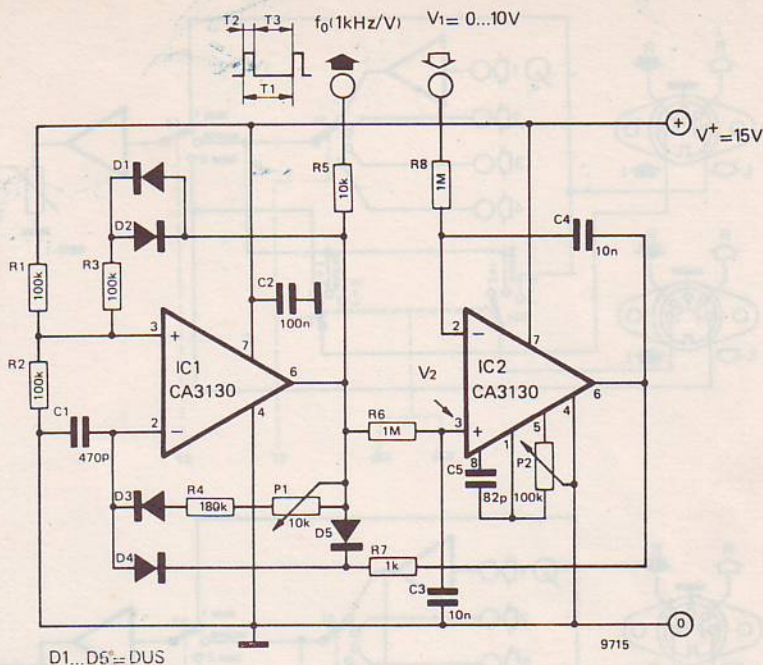 T2 T3
T1
f₀(1kHz/V)
V₁= 0...10V
+
V⁺=15V
D1
D2
R5
10k
R8
1M
C4
10n
R1
100k
R3
100k
C2
100n
3
+
7
IC1
CA3130
6
4
2
−
R2
100k
C1
470P
2
−
7
IC2
CA3130
6
V₂
3
+
1
5
4
8
R6
1M
C5
82p
P2
100k
D3
R4
180k
P1
10k
D5
D4
R7
1k
C3
10n
0
9715
D1...D5=DUS